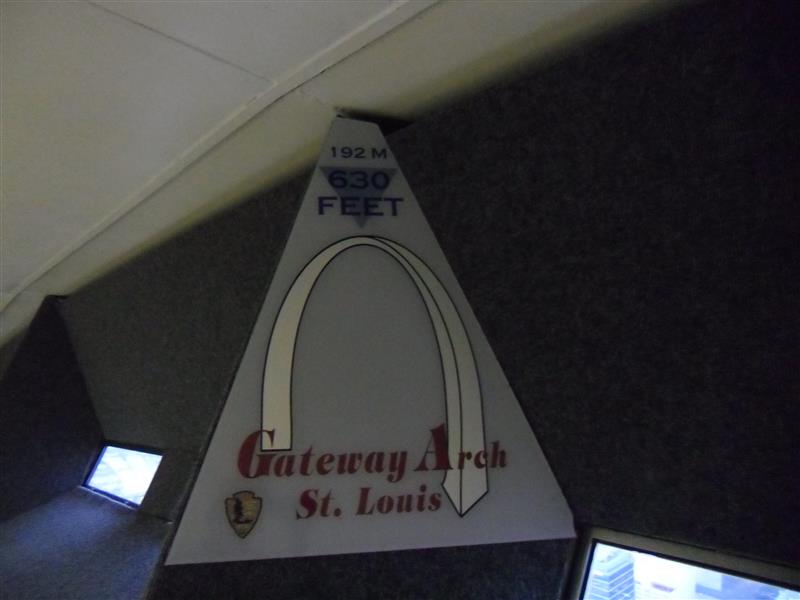 192 M
630
FEET
Gateway Arch
St. Louis